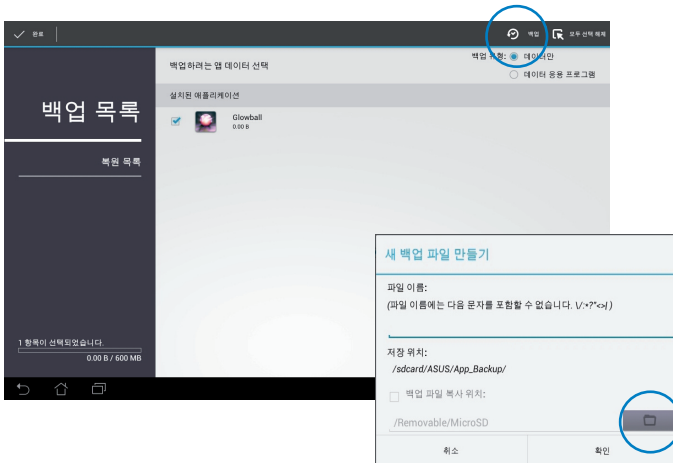 완료
백업
모두 선택 해제
백업 목록
복원 목록
1 항목이 선택되었습니다.
0.00 B / 600 MB
백업하려는 앱 데이터 선택
백업 유형:
데이터만
데이터 응용 프로그램
설치된 애플리케이션
Glowball
0.00 B
새 백업 파일 만들기
파일 이름:
(파일 이름에는 다음 문자를 포함할 수 없습니다. \/:*?"<>| )
저장 위치:
/sdcard/ASUS/App_Backup/
백업 파일 복사 위치:
/Removable/MicroSD
취소
확인